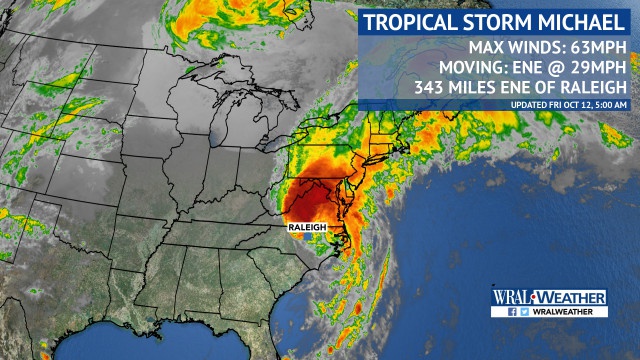 TROPICAL STORM MICHAEL
MAX WINDS: 63MPH
MOVING: ENE @ 29MPH
343 MILES ENE OF RALEIGH
UPDATED FRI OCT 12, 5:00 AM
RALEIGH
WRAL WEATHER
WRALWEATHER